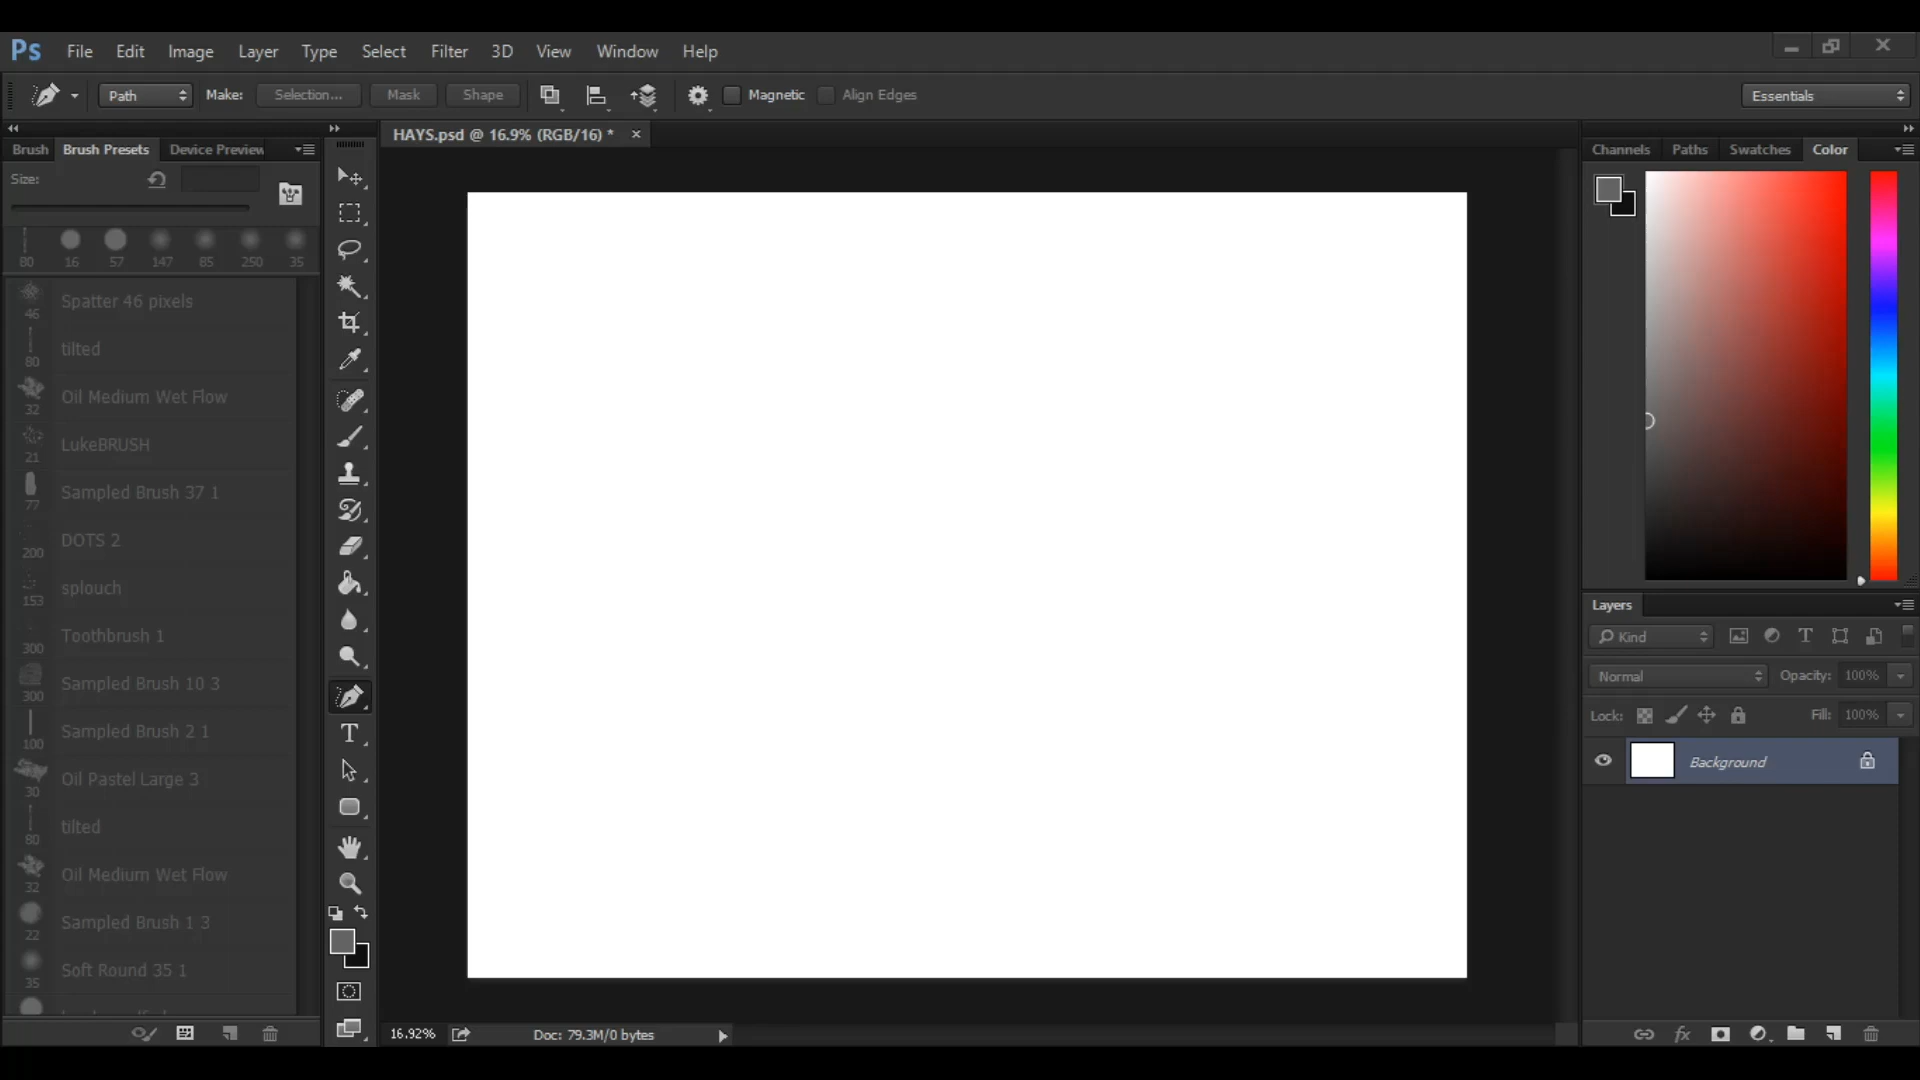 Ps File Edit Image Layer Type Select Filter 3D View Window Help
Path Make: Selection... Mask Shape Magnetic Align Edges Essentials
HAYS.psd @ 16.9% (RGB/16) * ×
Brush Brush Presets Device Preview
Size:
80 16 57 147 85 250 35
Spatter 46 pixels
46
tilted
80
Oil Medium Wet Flow
32
LukeBRUSH
21
Sampled Brush 37 1
77
DOTS 2
200
splouch
153
Toothbrush 1
300
Sampled Brush 10 3
300
Sampled Brush 2 1
100
Oil Pastel Large 3
30
tilted
80
Oil Medium Wet Flow
32
Sampled Brush 1 3
22
Soft Round 35 1
35
16.92% Doc: 79.3M/0 bytes
Channels Paths Swatches Color
Layers
Kind
Normal Opacity: 100%
Lock: Fill: 100%
Background
fx